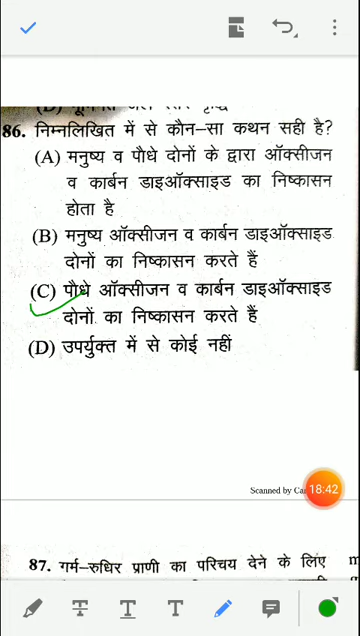 86. निम्नलिखित में से कौन–सा कथन सही है?
(A) मनुष्य व पौधे दोनों के द्वारा ऑक्सीजन
व कार्बन डाइऑक्साइड का निष्कासन
होता है
(B) मनुष्य ऑक्सीजन व कार्बन डाइऑक्साइड
दोनों का निष्कासन करते हैं
(C) पौधे ऑक्सीजन व कार्बन डाइऑक्साइड
दोनों का निष्कासन करते हैं
(D) उपर्युक्त में से कोई नहीं
Scanned by Ca
18:42
87. गर्म–रुधिर प्राणी का परिचय देने के लिए
T T T